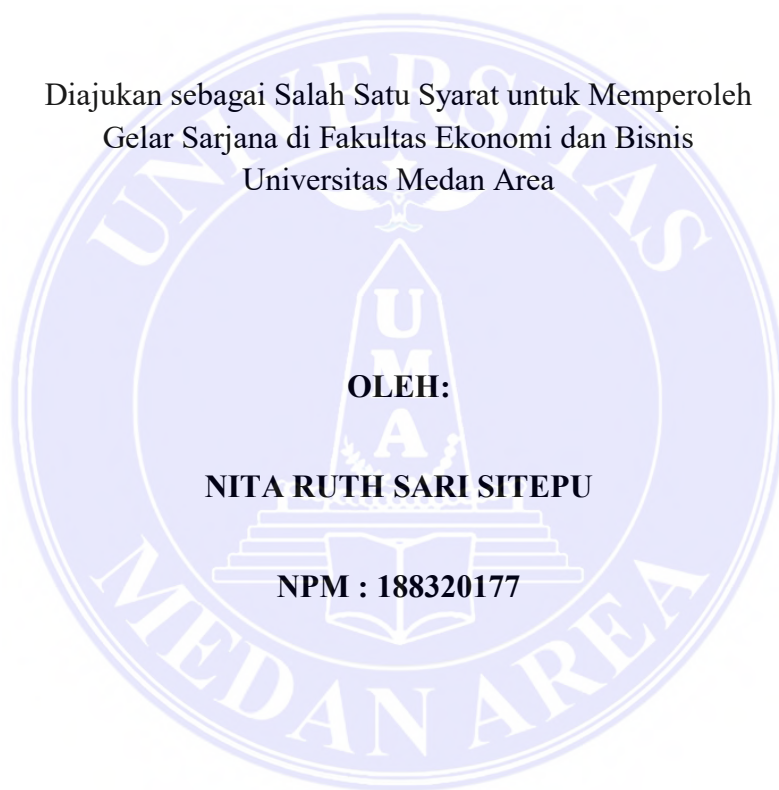 Diajukan sebagai Salah Satu Syarat untuk Memperoleh
Gelar Sarjana di Fakultas Ekonomi dan Bisnis
Universitas Medan Area
UNIVERSITAS
UMA
OLEH:
NITA RUTH SARI SITEPU
NPM : 188320177
MEDAN AREA